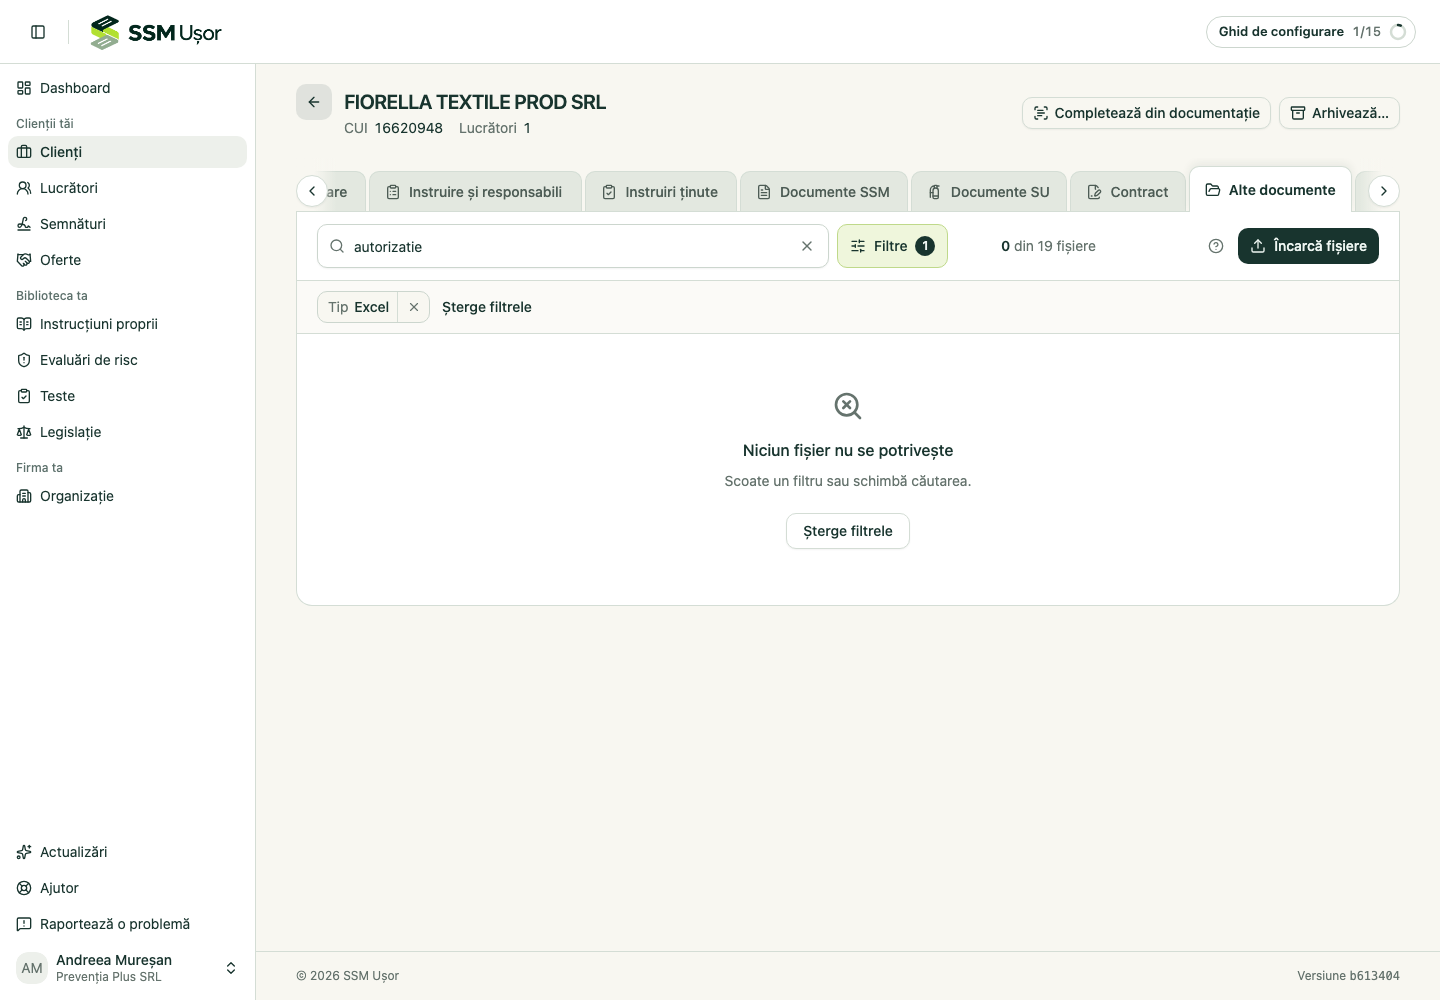 SSM Ușor
Ghid de configurare 1/15
Dashboard
Clienții tăi
Clienți
Lucrători
Semnături
Oferte
Biblioteca ta
Instrucțiuni proprii
Evaluări de risc
Teste
Legislație
Firma ta
Organizație
Actualizări
Ajutor
Raportează o problemă
AM
Andreea Mureșan
Prevenția Plus SRL
FIORELLA TEXTILE PROD SRL
CUI 16620948 Lucrători 1
Completează din documentație
Arhivează...
are
Instruire și responsabili
Instruiri ținute
Documente SSM
Documente SU
Contract
Alte documente
autorizatie
Filtre 1
0 din 19 fișiere
Încarcă fișiere
Tip Excel
Șterge filtrele
Niciun fișier nu se potrivește
Scoate un filtru sau schimbă căutarea.
Șterge filtrele
© 2026 SSM Ușor
Versiune b613404